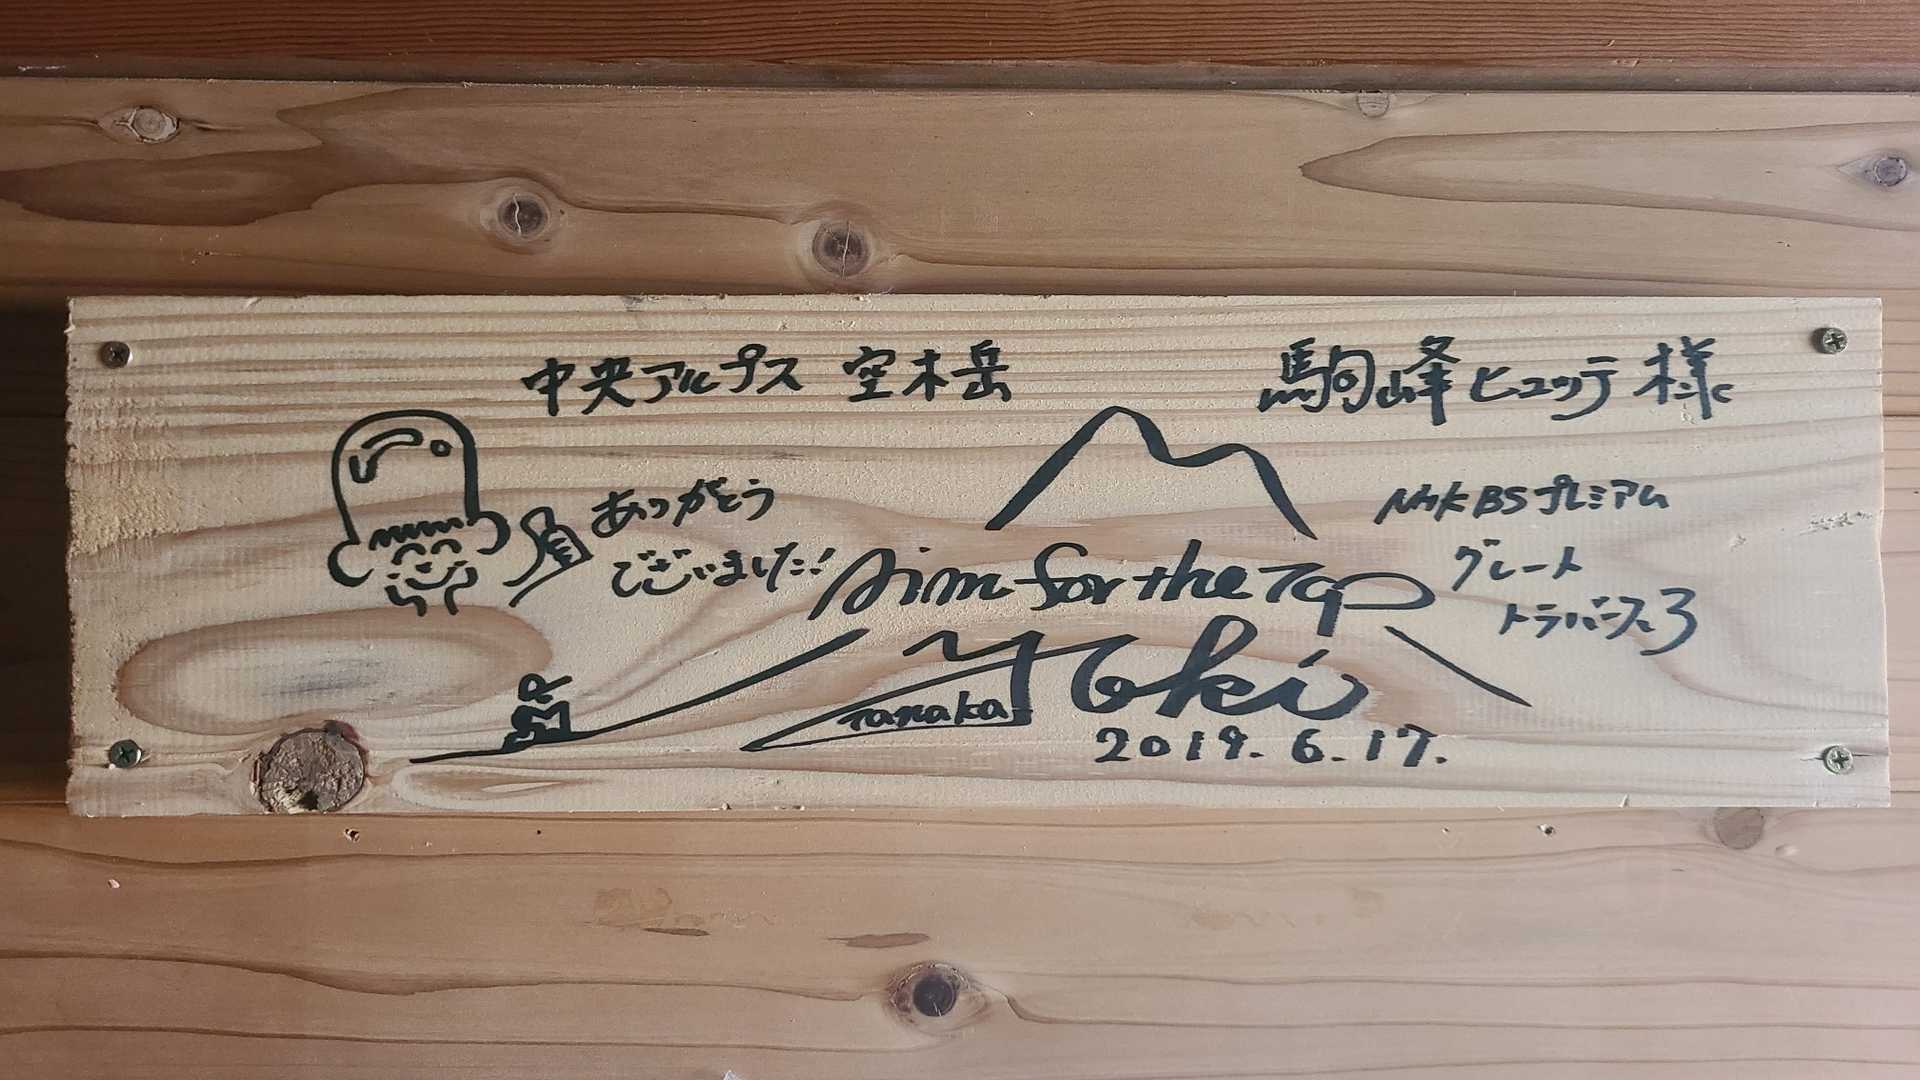 中央アルプス 空木岳
駒峰ヒュッテ様
ありがとう
ございました!
NHK BSプレミアム
グレート
トラバース3
Aim for the Top
Yoki
Tanaka
2019.6.17.